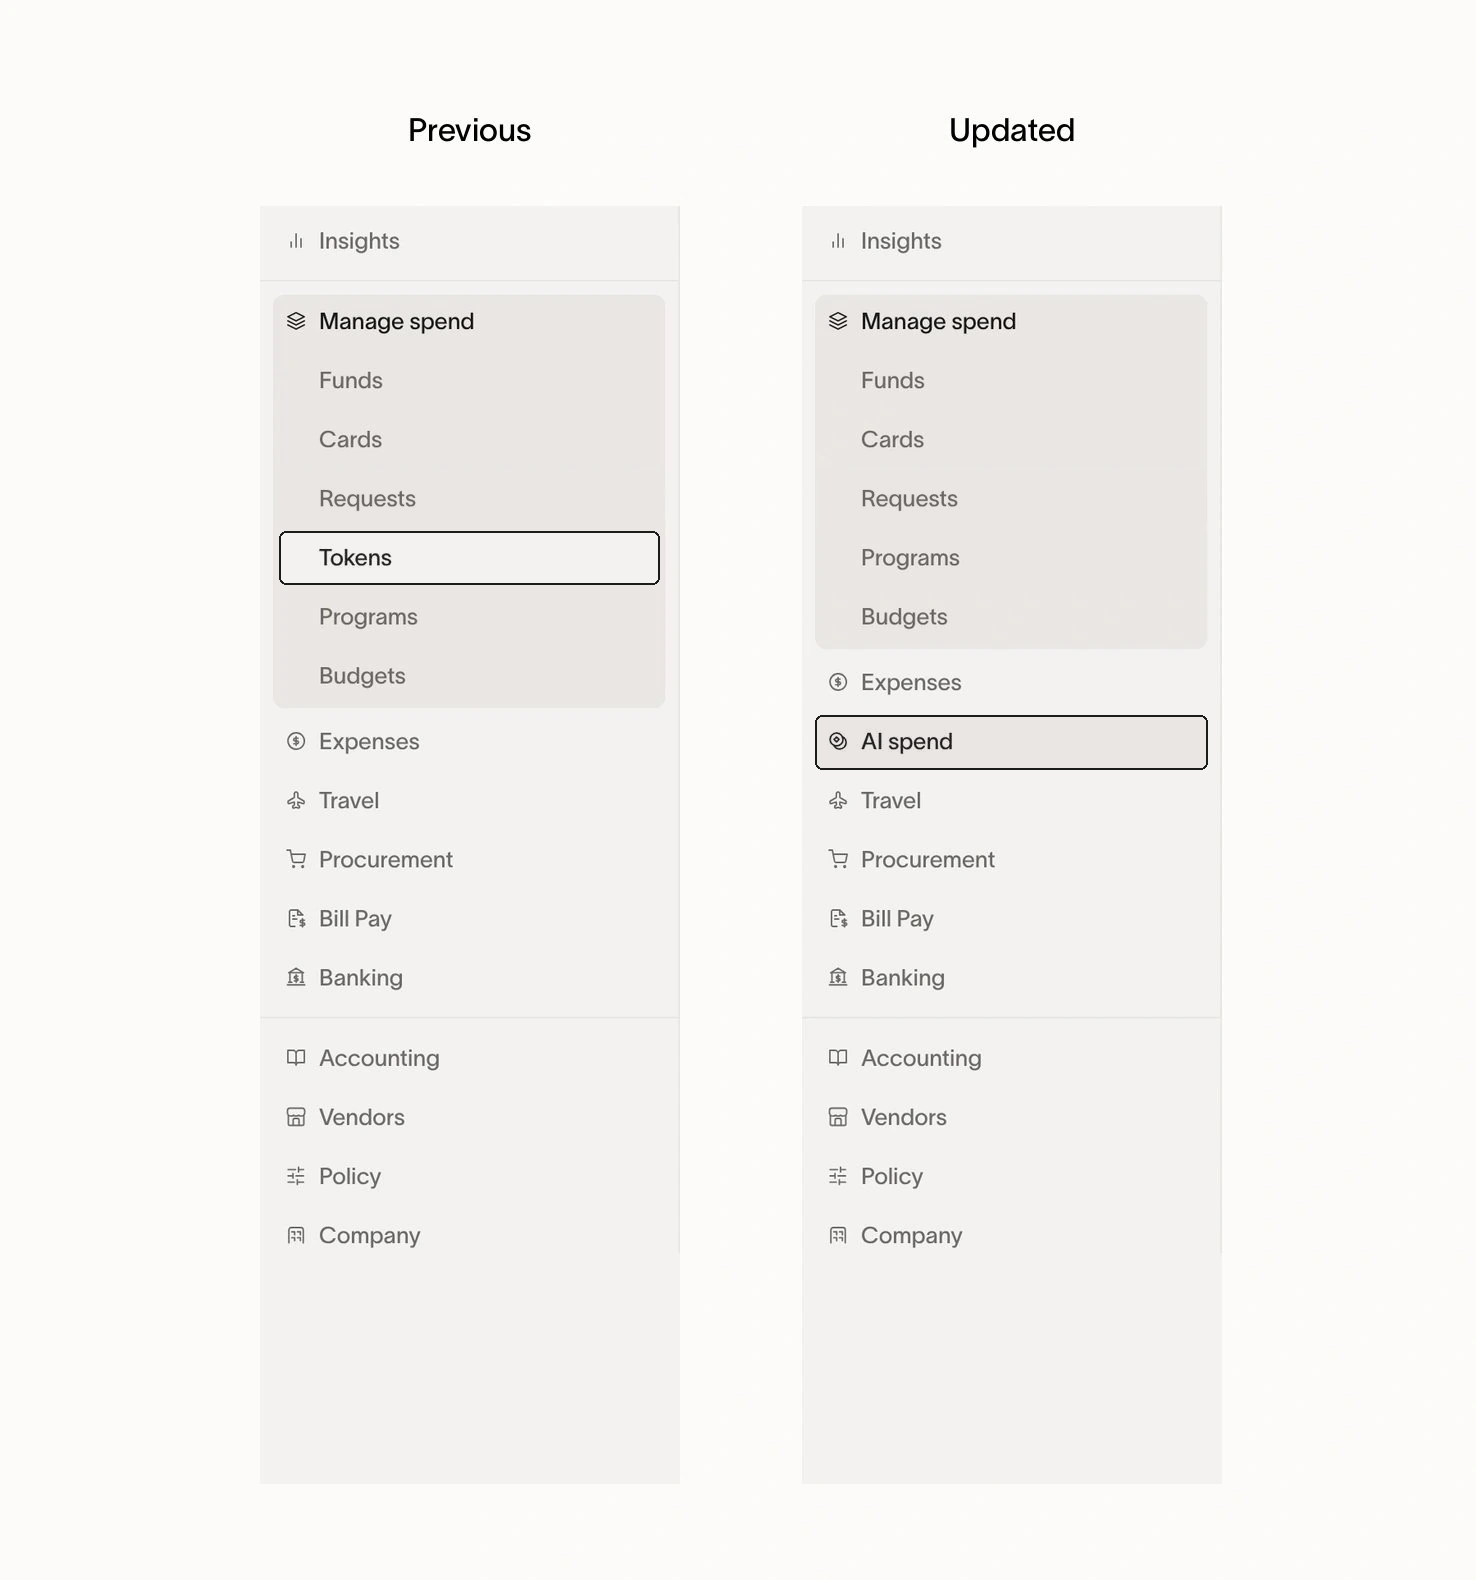 Previous
Insights
Manage spend
Funds
Cards
Requests
Tokens
Programs
Budgets
Expenses
Travel
Procurement
Bill Pay
Banking
Accounting
Vendors
Policy
Company
Updated
Insights
Manage spend
Funds
Cards
Requests
Programs
Budgets
Expenses
AI spend
Travel
Procurement
Bill Pay
Banking
Accounting
Vendors
Policy
Company